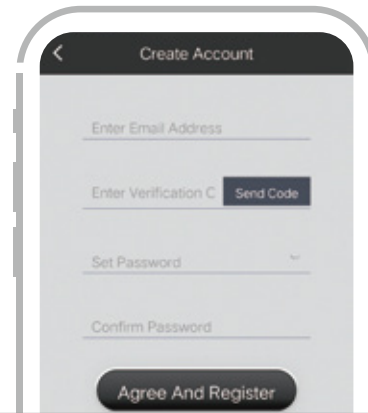 Create Account
Enter Email Address
Enter Verification C
Send Code
Set Password
Confirm Password
Agree And Register